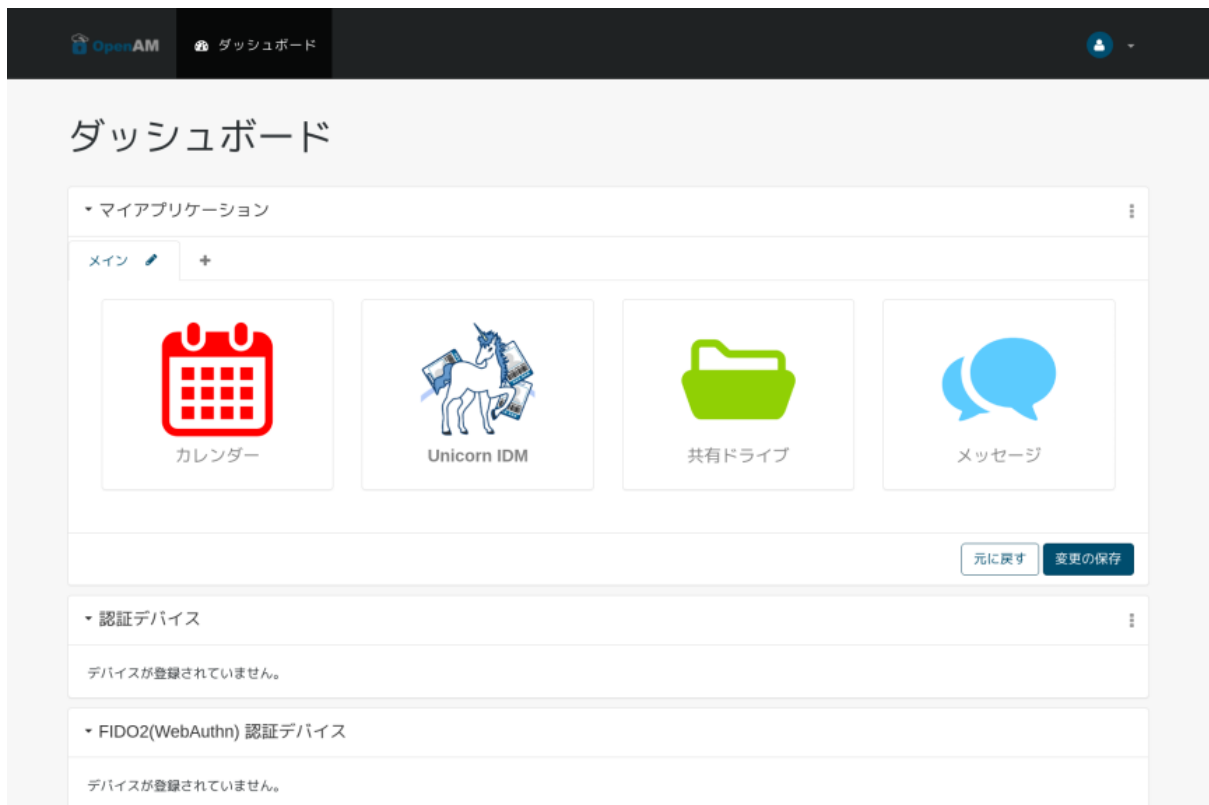 OpenAM ダッシュボード
ダッシュボード
マイアプリケーション
メイン
カレンダー
Unicorn IDM
共有ドライブ
メッセージ
元に戻す 変更の保存
認証デバイス
デバイスが登録されていません。
FIDO2(WebAuthn) 認証デバイス
デバイスが登録されていません。